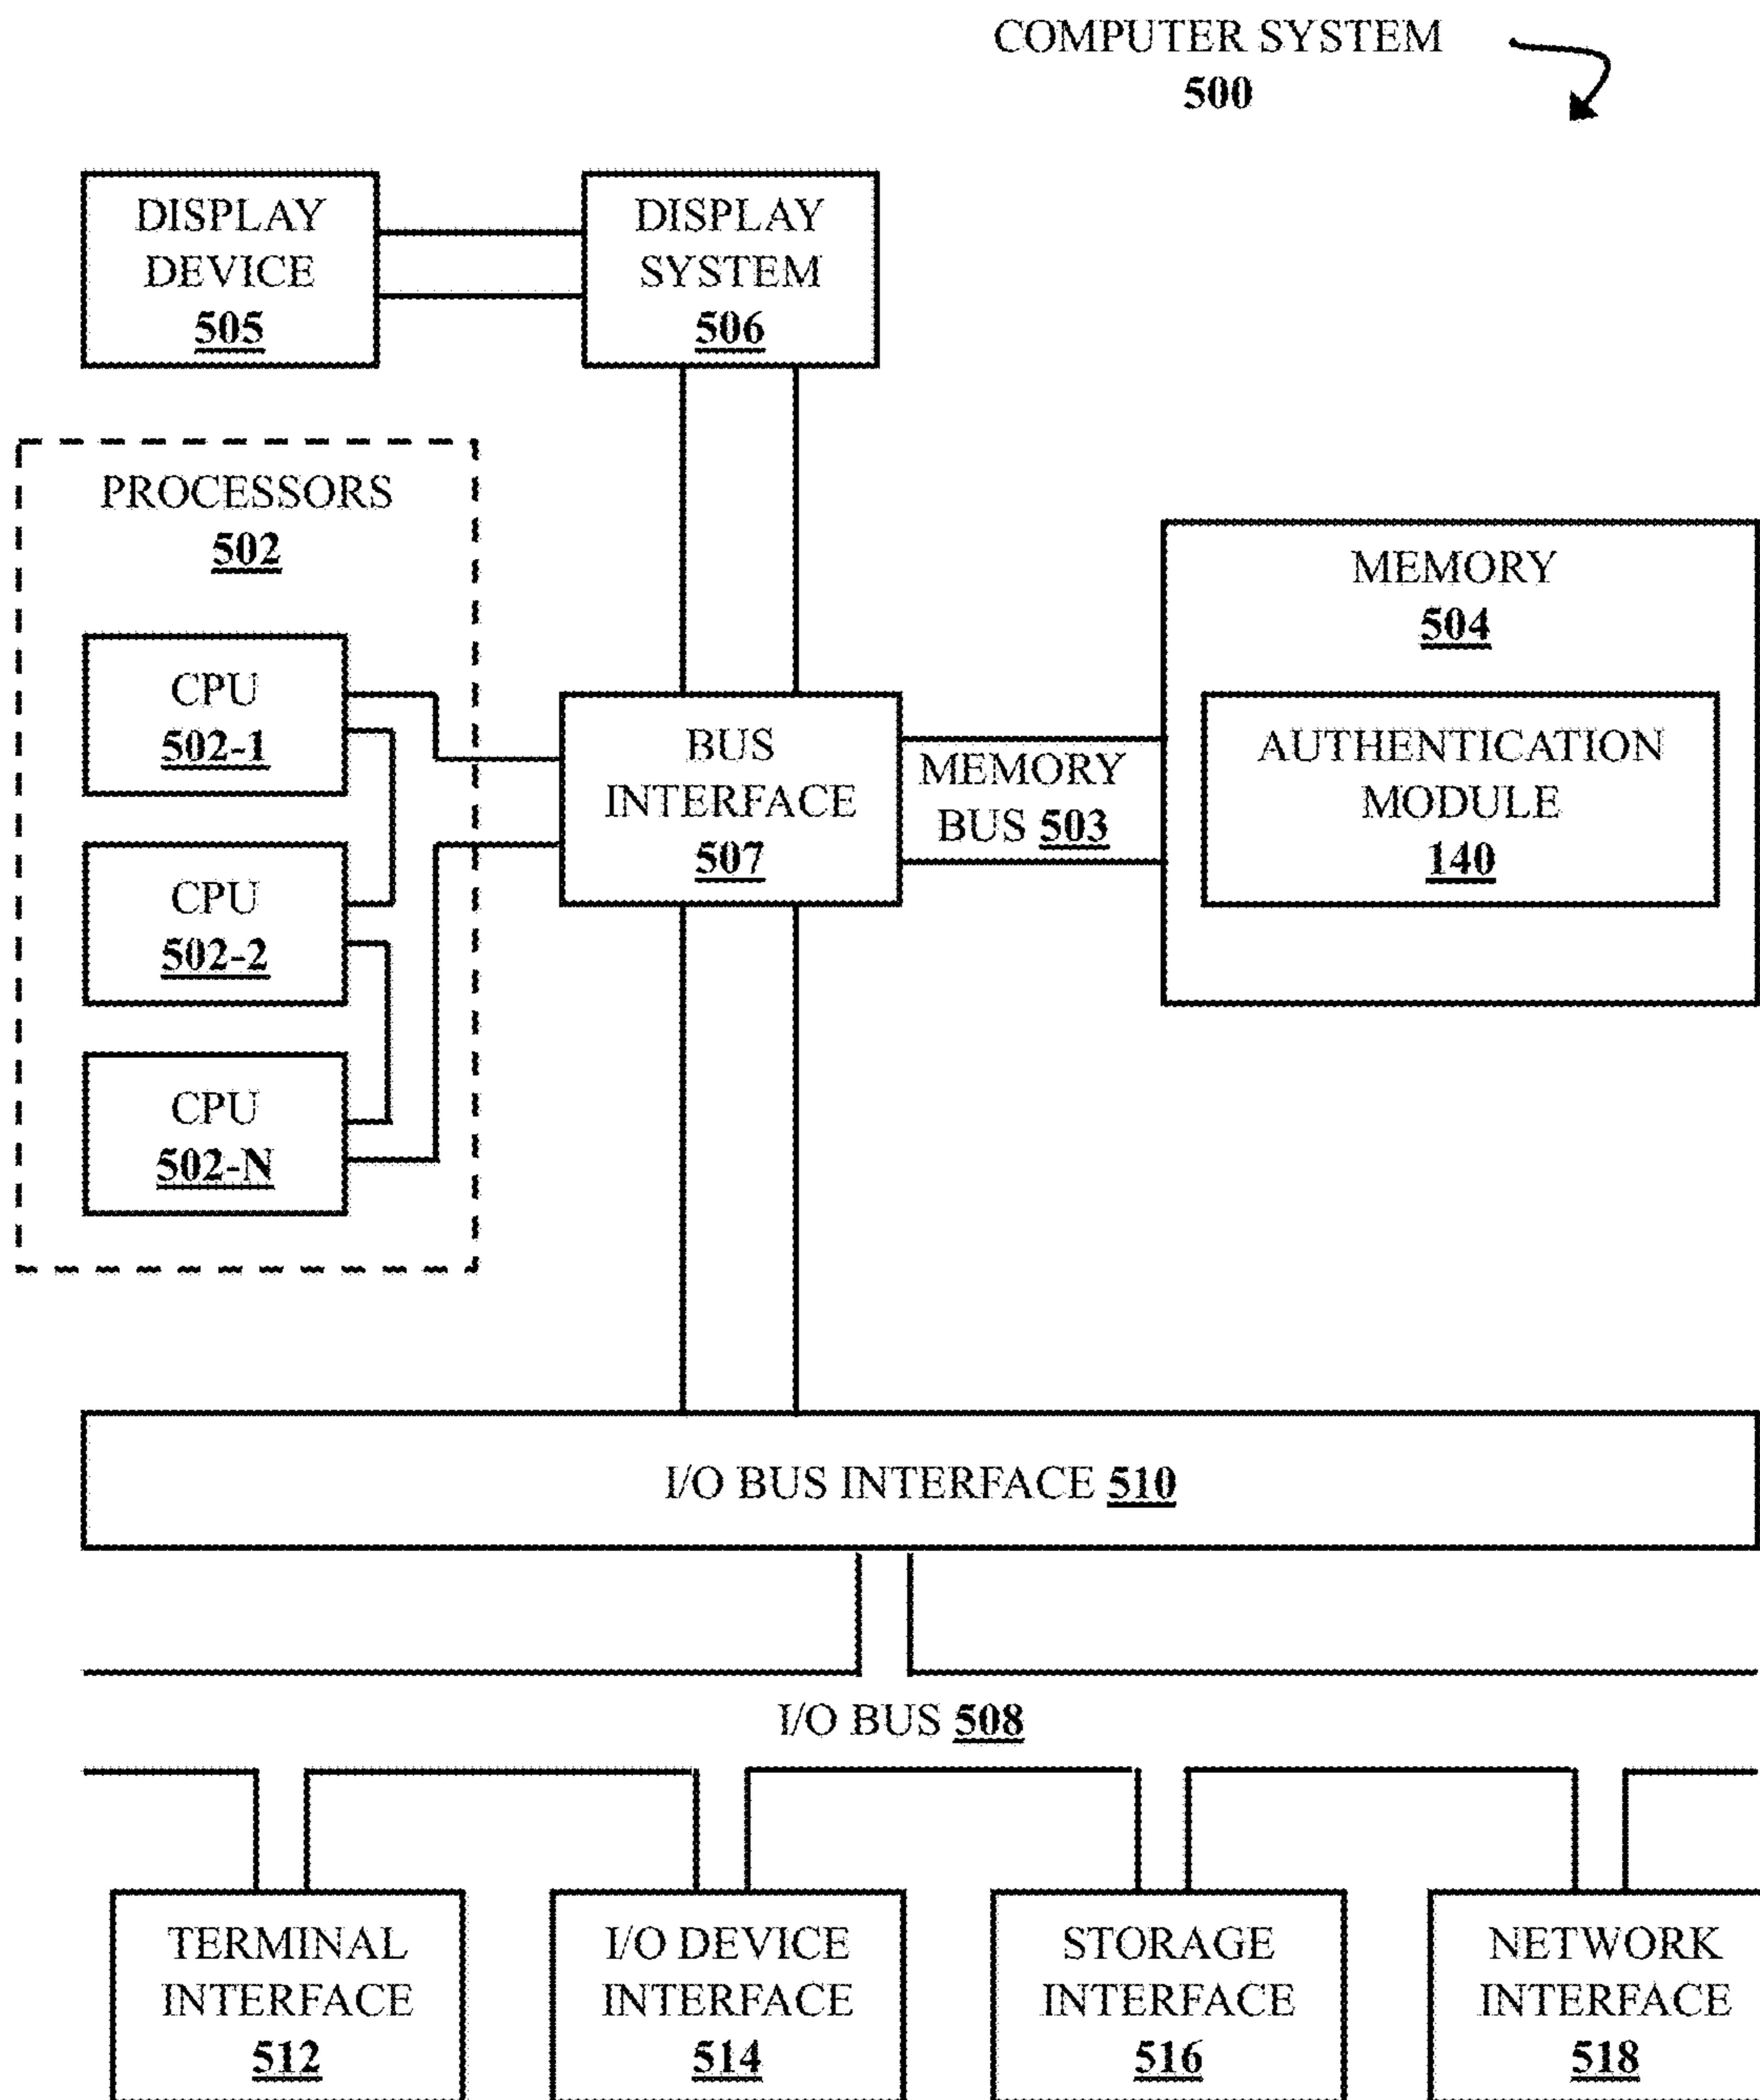 COMPUTER SYSTEM
500
DISPLAY
DEVICE
505
DISPLAY
SYSTEM
506
PROCESSORS
502
CPU
502-1
CPU
502-2
CPU
502-N
BUS
INTERFACE
507
MEMORY
BUS 503
MEMORY
504
AUTHENTICATION
MODULE
140
I/O BUS INTERFACE 510
I/O BUS 508
TERMINAL
INTERFACE
512
I/O DEVICE
INTERFACE
514
STORAGE
INTERFACE
516
NETWORK
INTERFACE
518